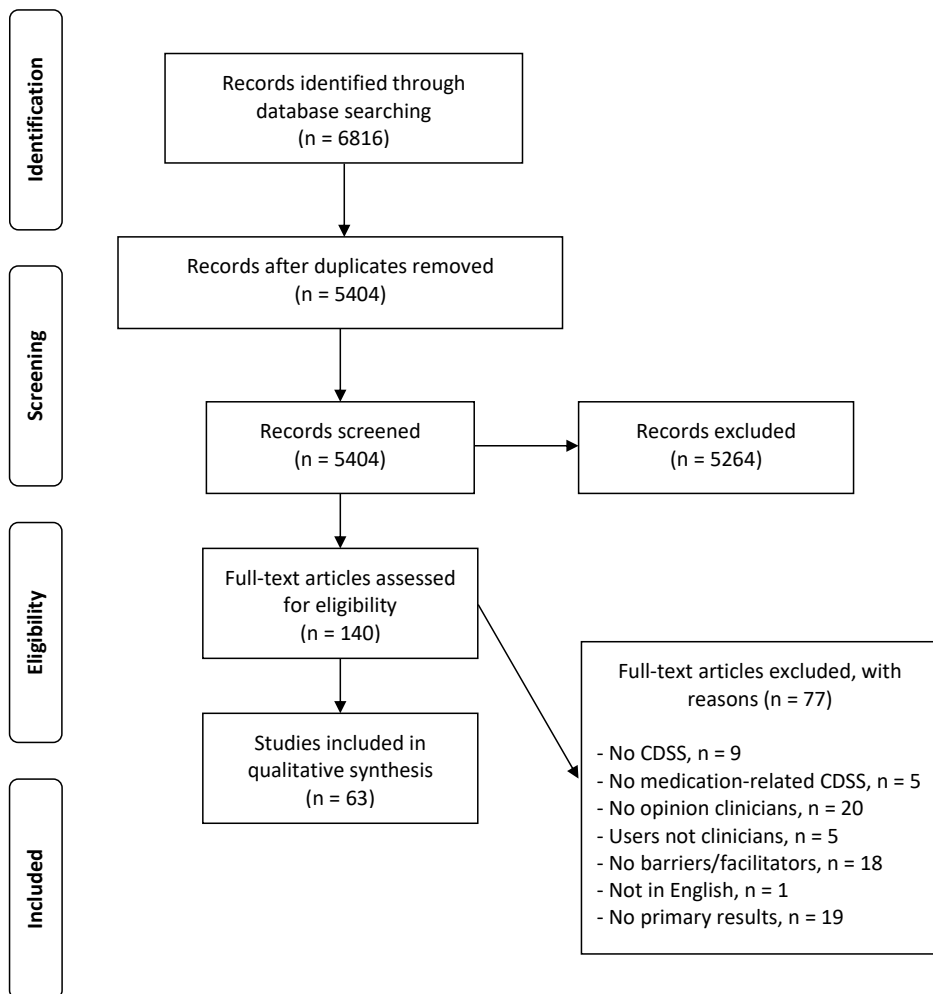 Identification
Records identified through
database searching
(n = 6816)
Records after duplicates removed
(n = 5404)
Screening
Records screened
(n = 5404)
Records excluded
(n = 5264)
Eligibility
Full-text articles assessed
for eligibility
(n = 140)
Full-text articles excluded, with
reasons (n = 77)
- No CDSS, n = 9
- No medication-related CDSS, n = 5
- No opinion clinicians, n = 20
- Users not clinicians, n = 5
- No barriers/facilitators, n = 18
- Not in English, n = 1
- No primary results, n = 19
Studies included in
qualitative synthesis
(n = 63)
Included